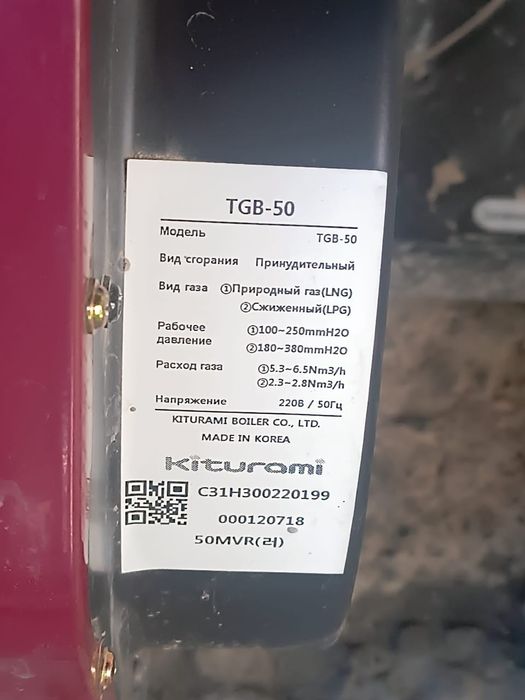 TGB-50
Модель TGB-50
Вид сгорания Принудительный
Вид газа ①Природный газ(LNG)
②Сжиженный(LPG)
Рабочее давление ①100~250mmH2O
②180~380mmH2O
Расход газа ①5.3~6.5Nm3/h
②2.3~2.8Nm3/h
Напряжение 220В / 50Гц
KITURAMI BOILER CO., LTD.
MADE IN KOREA
Kiturami
C31H300220199
000120718
50MVR(러)